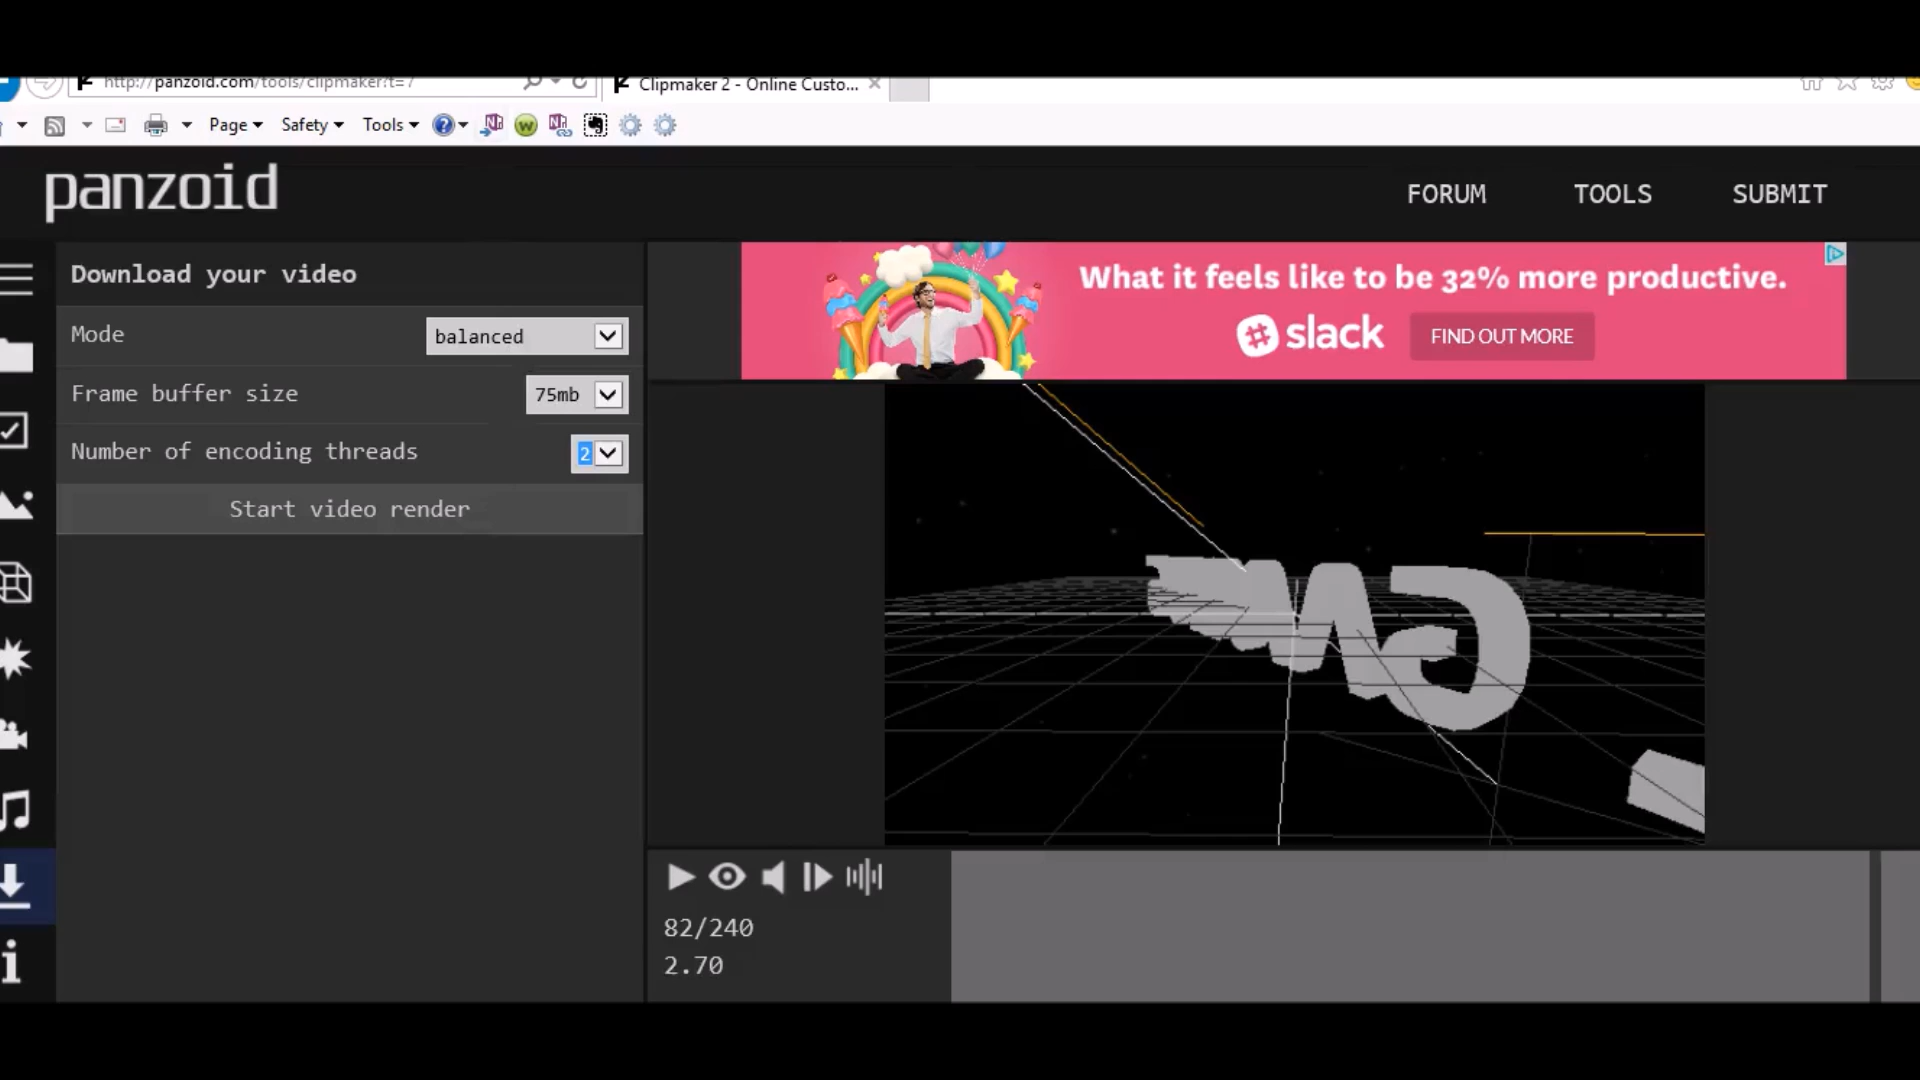 http://panzoid.com/tools/clipmaker?t=7
Clipmaker 2 - Online Custo...
Page
Safety
Tools
panzoid
FORUM
TOOLS
SUBMIT
Download your video
Mode
balanced
Frame buffer size
75mb
Number of encoding threads
2
Start video render
What it feels like to be 32% more productive.
slack
FIND OUT MORE
82/240
2.70